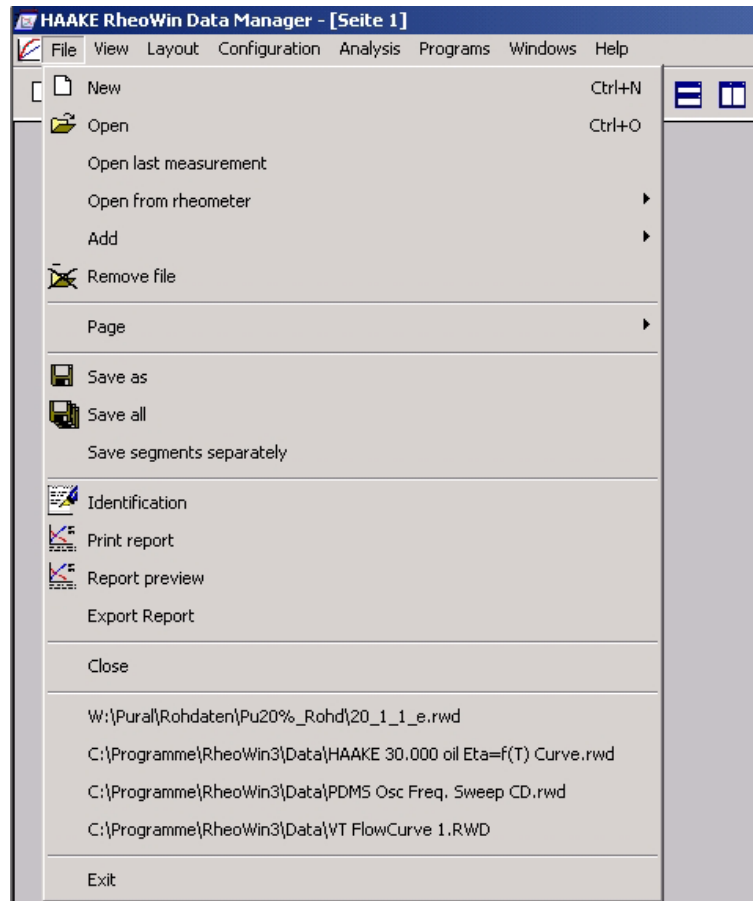 HAAKE RheoWin Data Manager - [Seite 1]
File View Layout Configuration Analysis Programs Windows Help
New Ctrl+N
Open Ctrl+O
Open last measurement
Open from rheometer
Add
Remove file
Page
Save as
Save all
Save segments separately
Identification
Print report
Report preview
Export Report
Close
W:\Pural\Rohdaten\Pu20%_Rohd\20_1_1_e.rwd
C:\Programme\RheoWin3\Data\HAAKE 30.000 oil Eta=f(T) Curve.rwd
C:\Programme\RheoWin3\Data\PDMS Osc Freq. Sweep CD.rwd
C:\Programme\RheoWin3\Data\VT FlowCurve 1.RWD
Exit